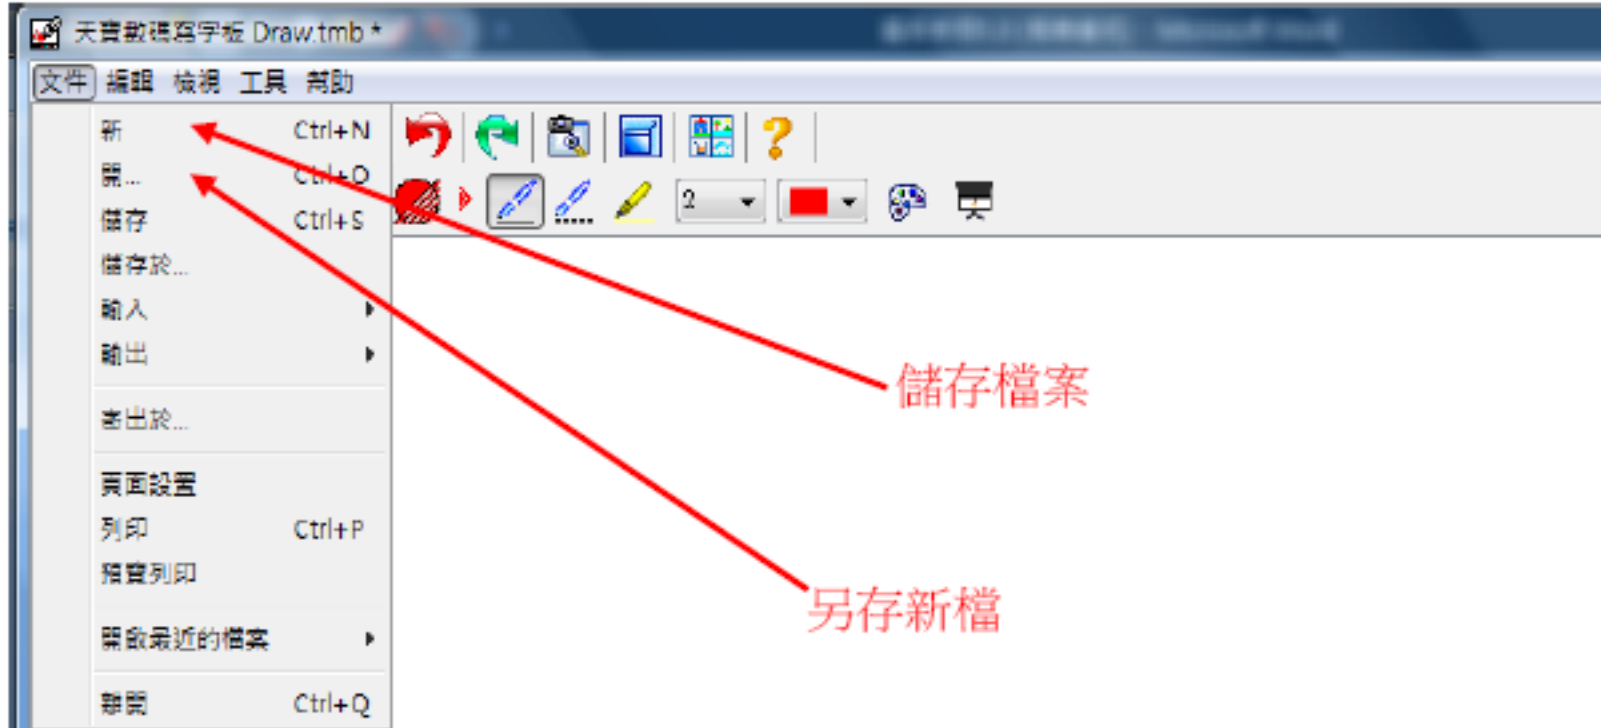 天寶數碼寫字板 Draw.tmb *
文件 編輯 檢視 工具 幫助
新 Ctrl+N
開... Ctrl+O
儲存 Ctrl+S
2
儲存於...
輸入
輸出
儲存檔案
寄出於...
頁面設置
列印 Ctrl+P
預覽列印
另存新檔
開啟最近的檔案
離開 Ctrl+Q